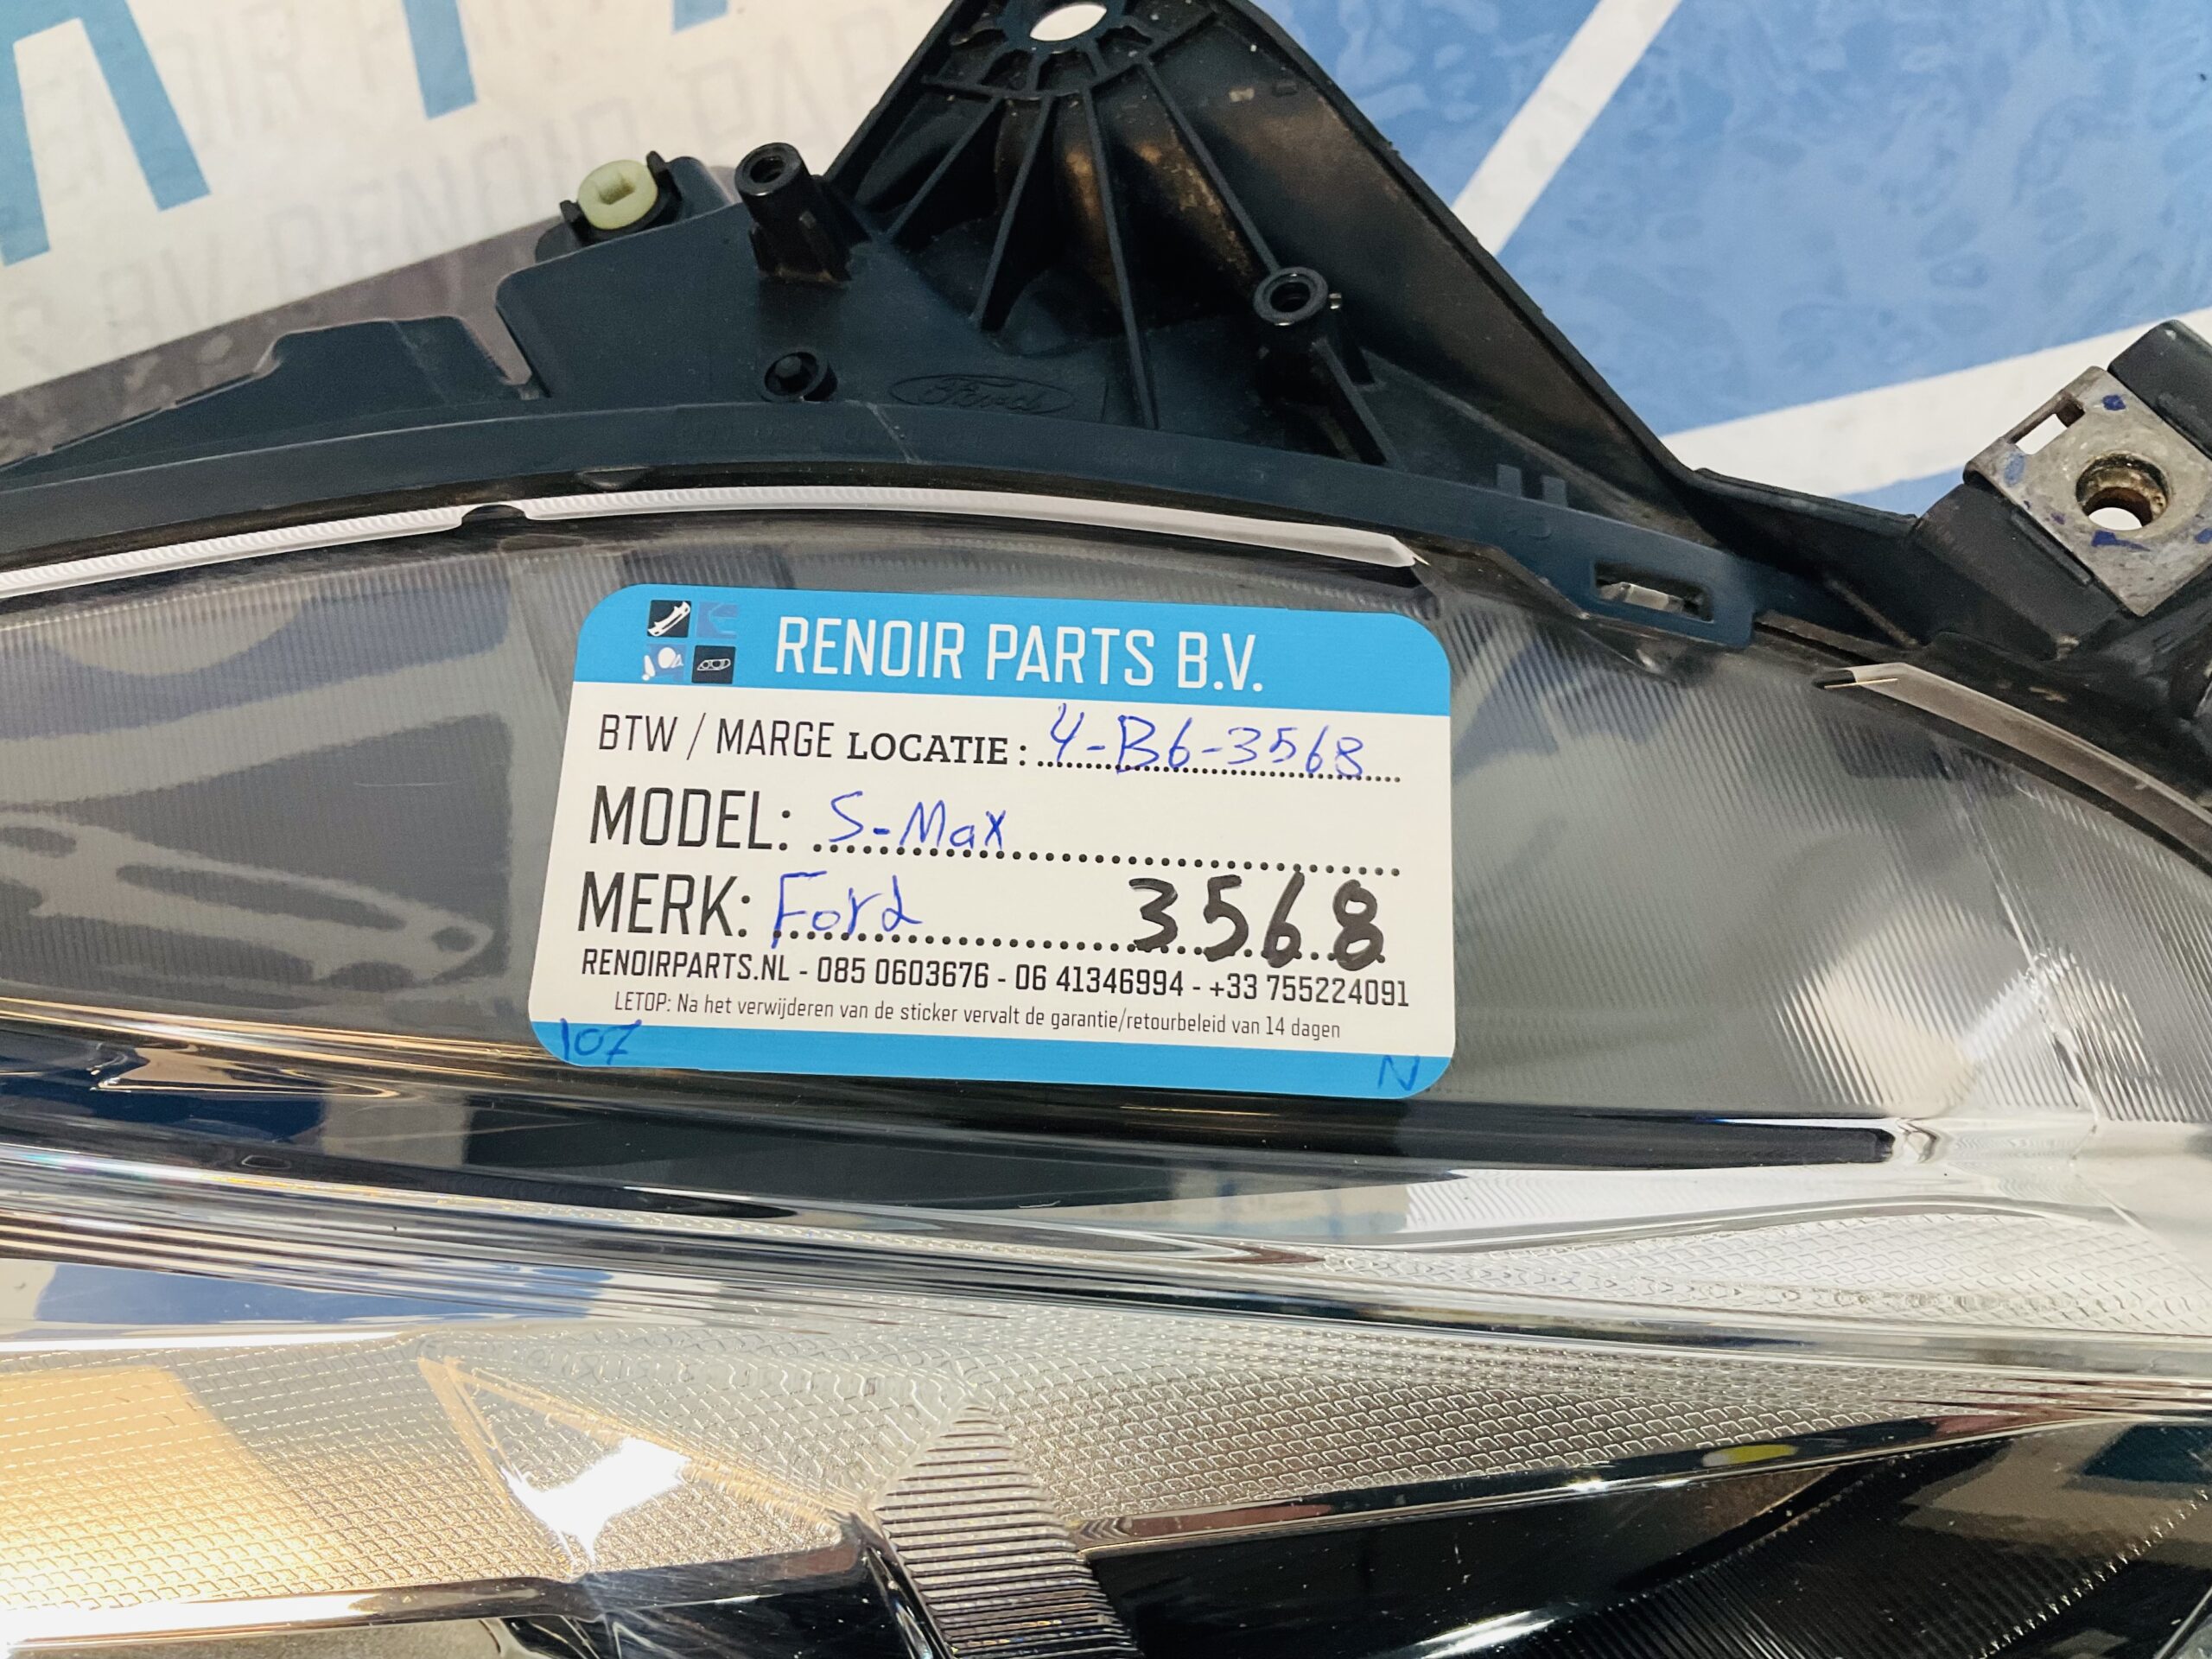 Ford
RENOIR PARTS B.V.
BTW / MARGE LOCATIE: 4-B6-3568
MODEL: S-Max
MERK: Ford 3568
RENOIRPARTS.NL - 085 0603676 - 06 41346994 - +33 755224091
LETOP: Na het verwijderen van de sticker vervalt de garantie/retourbeleid van 14 dagen
107 N